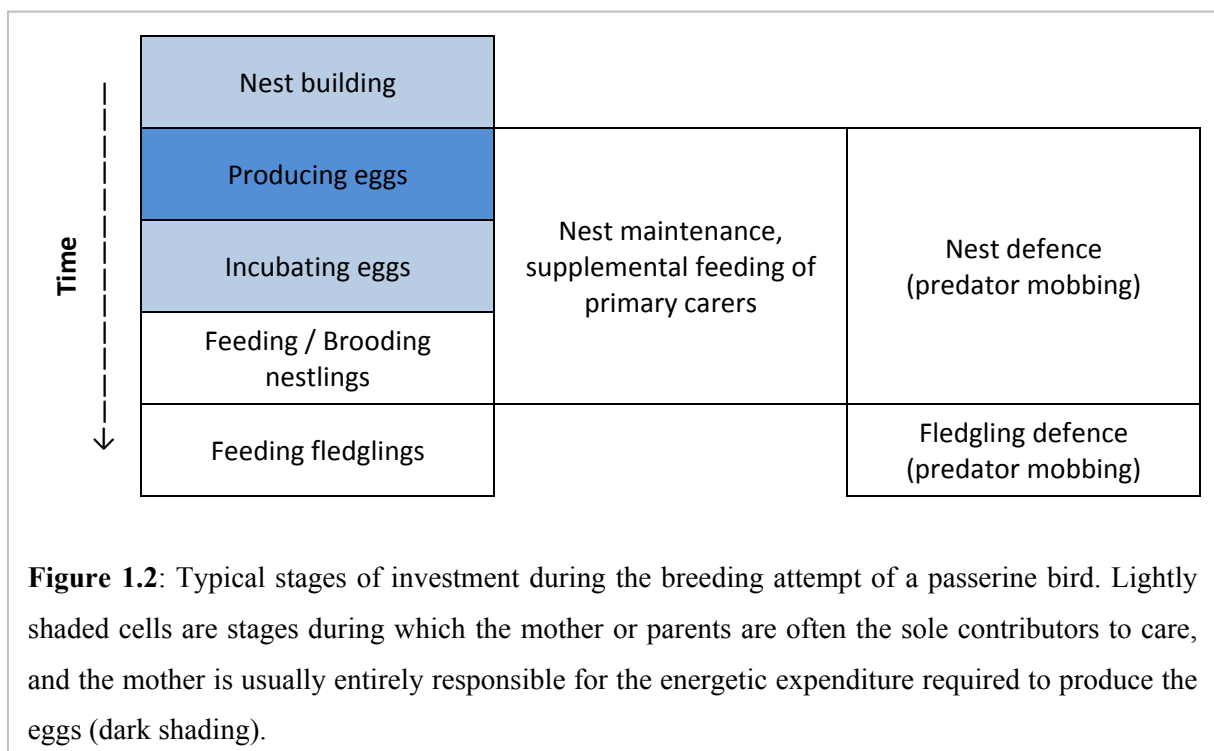 Time
Nest building
Producing eggs
Incubating eggs
Feeding / Brooding
nestlings
Feeding fledglings
Nest maintenance,
supplemental feeding of
primary carers
Nest defence
(predator mobbing)
Fledgling defence
(predator mobbing)
Figure 1.2: Typical stages of investment during the breeding attempt of a passerine bird. Lightly
shaded cells are stages during which the mother or parents are often the sole contributors to care,
and the mother is usually entirely responsible for the energetic expenditure required to produce the
eggs (dark shading).